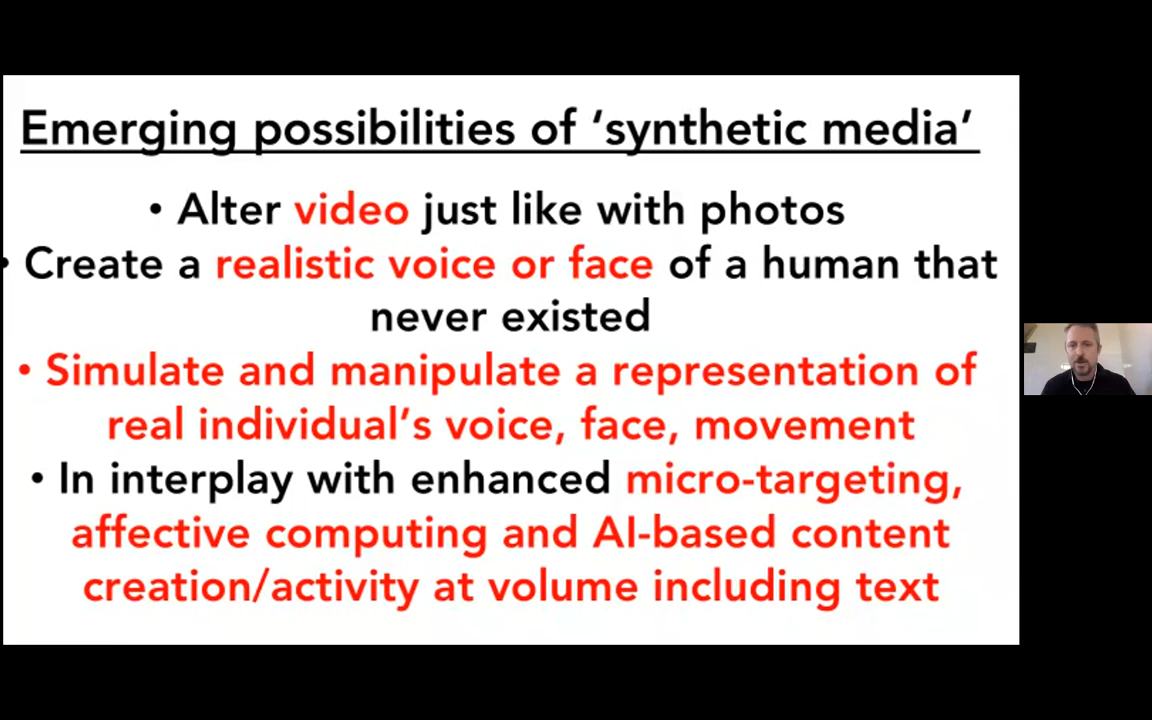 Emerging possibilities of ‘synthetic media’
• Alter video just like with photos
• Create a realistic voice or face of a human that
never existed
• Simulate and manipulate a representation of
real individual’s voice, face, movement
• In interplay with enhanced micro-targeting,
affective computing and AI-based content
creation/activity at volume including text